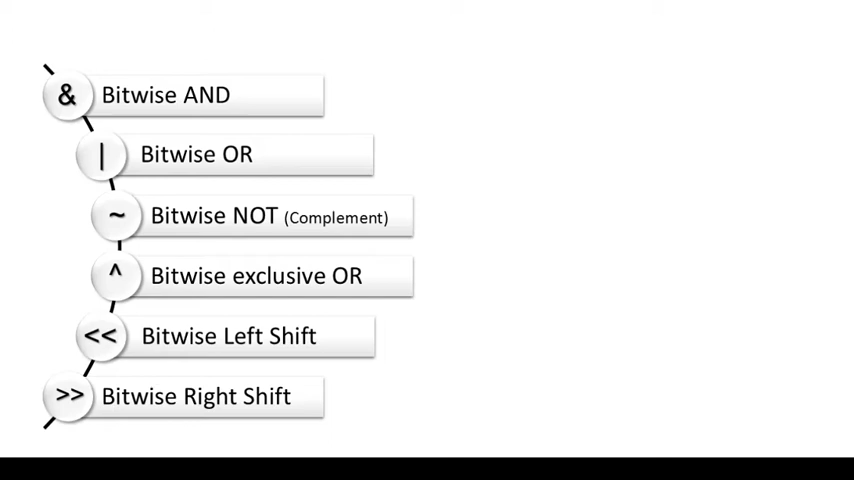 & Bitwise AND
| Bitwise OR
~ Bitwise NOT (Complement)
^ Bitwise exclusive OR
<< Bitwise Left Shift
>> Bitwise Right Shift